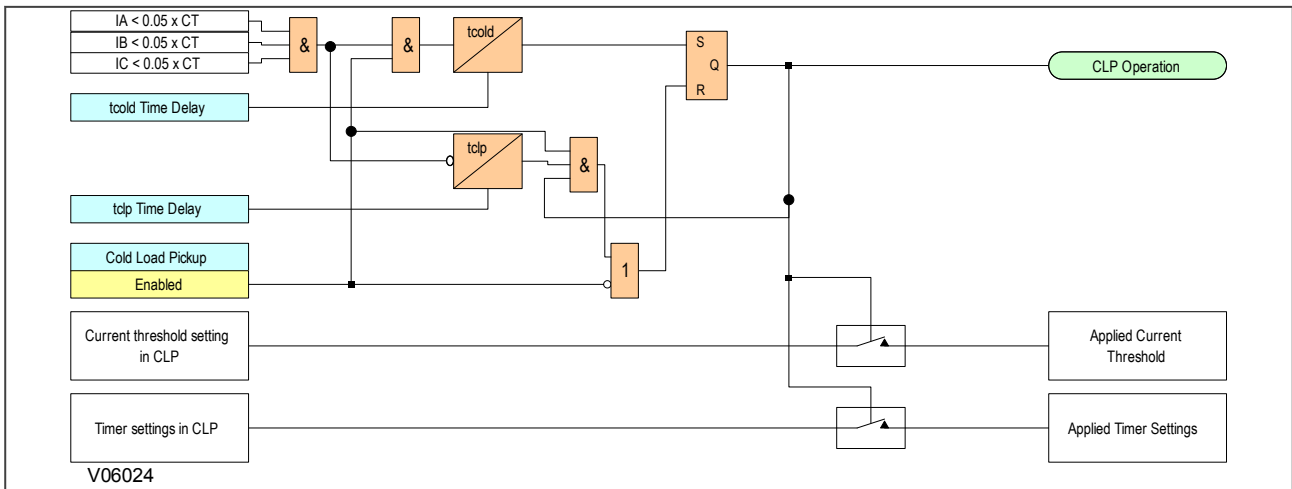 IA < 0.05 x CT
IB < 0.05 x CT
IC < 0.05 x CT
&
&
tcold
S
Q
R
CLP Operation
tcold Time Delay
tclp
&
tclp Time Delay
Cold Load Pickup
Enabled
1
Current threshold setting
in CLP
Applied Current
Threshold
Timer settings in CLP
Applied Timer Settings
V06024